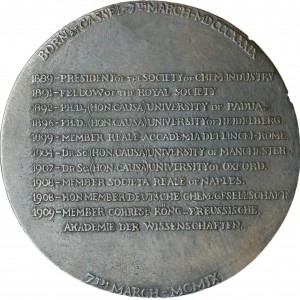 BORN·CASSEL·7TH MARCH·MDCCCXXXIX
1889-PRESIDENT OF THE SOCIETY OF CHEM INDUSTRY
1891-FELLOW OF THE ROYAL SOCIETY
1892-PH.D.,(HON.CAUSA)UNIVERSITY OF PADUA.
1896-PH.D.,(HON.CAUSA)UNIVERSITY OF HEIDELBERG
1899-MEMBER REALE ACCADEMIA DEI LINCEI-ROME.
1904-DR SC(HON.CAUSA)UNIVERSITY OF MANCHESTER
1907-DR SC(HON.CAUSA)UNIVERSITY OF OXFORD.
1908-MEMBER SOCIETA REALE OF NAPLES.
1908-HON MEMBER DEUTSCHE CHEM. GESELLSCHAFT
1909-MEMBER CORRESP. KÖNGL. PREUSSISCHE
AKADEMIE DER WISSENSCHAFTEN.
7TH MARCH-MCMIX